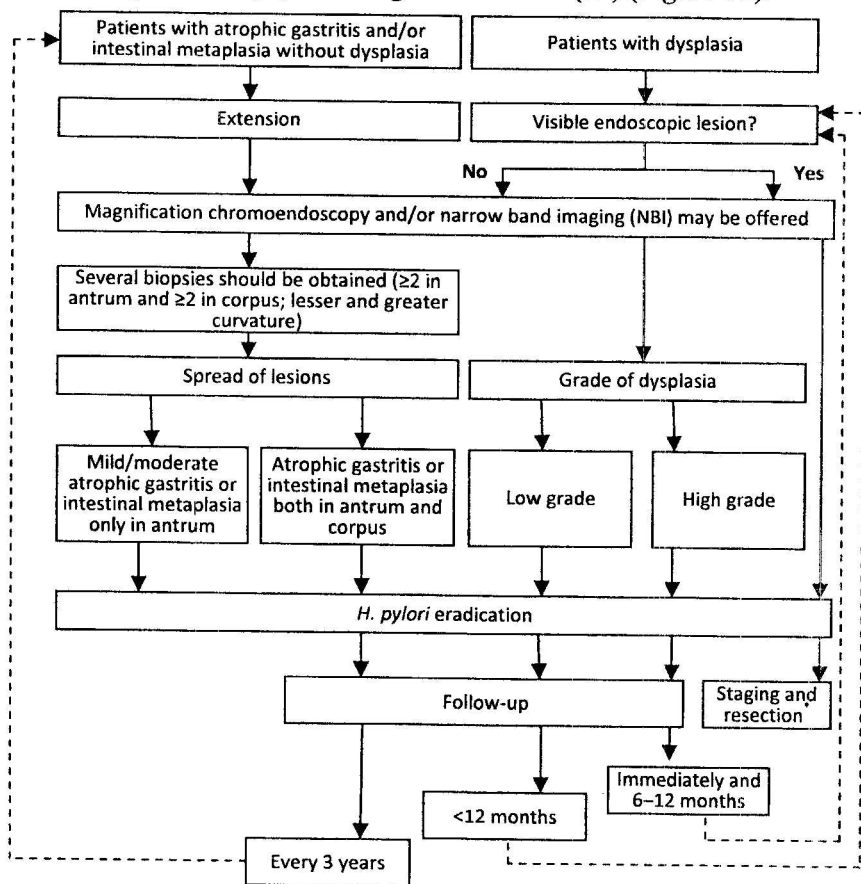 Patients with atrophic gastritis and/or
intestinal metaplasia without dysplasia
Patients with dysplasia
Extension
Visible endoscopic lesion?
No
Yes
Magnification chromoendoscopy and/or narrow band imaging (NBI) may be offered
Several biopsies should be obtained (≥2 in
antrum and ≥2 in corpus; lesser and greater
curvature)
Spread of lesions
Grade of dysplasia
Mild/moderate
atrophic gastritis or
intestinal metaplasia
only in antrum
Atrophic gastritis or
intestinal metaplasia
both in antrum and
corpus
Low grade
High grade
H. pylori eradication
Follow-up
Staging and
resection
Immediately and
6–12 months
<12 months
Every 3 years